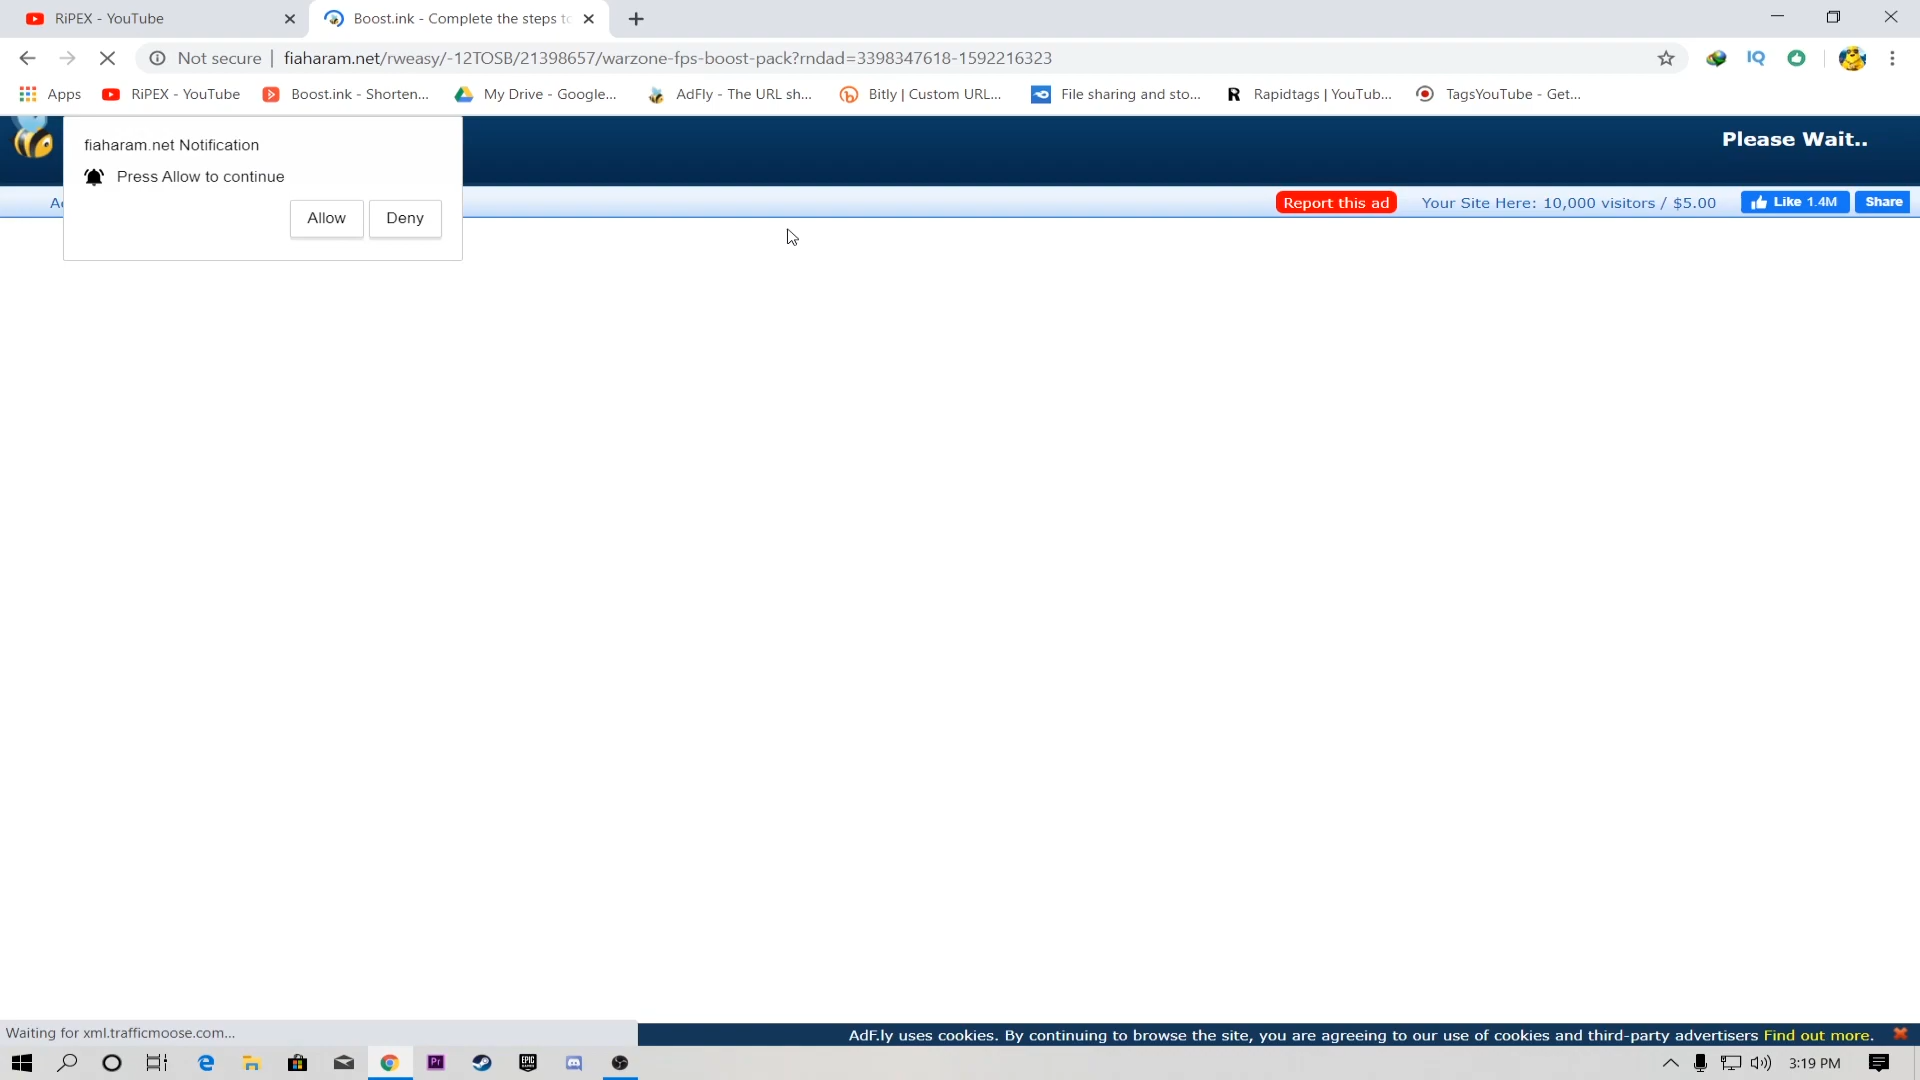 RiPEX - YouTube
Boost.ink - Complete the steps to
Not secure | fiaharam.net/rweasy/-12TOSB/21398657/warzone-fps-boost-pack?rndad=3398347618-1592216323
IQ
Apps
RiPEX - YouTube
Boost.ink - Shorten...
My Drive - Google...
AdFly - The URL sh...
Bitly | Custom URL...
File sharing and sto...
R Rapidtags | YouTub...
TagsYouTube - Get...
fiaharam.net Notification
Press Allow to continue
Allow
Deny
Please Wait..
Report this ad
Your Site Here: 10,000 visitors / $5.00
Like 1.4M
Share
Waiting for xml.trafficmoose.com...
AdF.ly uses cookies. By continuing to browse the site, you are agreeing to our use of cookies and third-party advertisers Find out more.
Pr
EPIC
3:19 PM